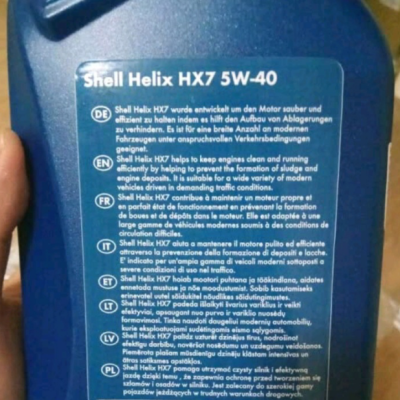 Shell Helix HX7 5W-40
DE Shell Helix HX7 wurde entwickelt um den Motor sauber und
effizient zu halten indem es hilft den Aufbau von Ablagerungen
zu verhindern. Es ist für eine breite Anzahl an modernen
Fahrzeugen unter anspruchsvollen Verkehrsbedingungen
geeignet.
EN Shell Helix HX7 helps to keep engines clean and running
efficiently by helping to prevent the formation of sludge and
engine deposits. It is suitable for a wide variety of modern
vehicles driven in demanding traffic conditions.
FR Shell Helix HX7 contribue à maintenir un moteur propre et
en parfait état de fonctionnement en prévenant la formation
de boues et de dépôts dans le moteur. Elle est adaptée à une
large gamme de véhicules modernes soumis à des conditions de
circulation difficiles.
IT Shell Helix HX7 aiuta a mantenere il motore pulito ed efficiente
attraverso la prevenzione della formazione di depositi e lacche.
E' indicato per un'ampia gamma di veicoli moderni sottoposti a
severe condizioni di uso nel traffico.
ET Shell Helix HX7 hoiab mootori puhtana ja töökindlana, aidates
ennetada mustuse ja nõe moodustumist. Sobib kasutamiseks
erinevatel uutel sõidukitel nõudlikes sõidutingimustes.
LT Shell Helix HX7 padeda išlaikyti švarius variklius ir veikti
efektyviai, apsaugant nuo purvo ir variklio nuosėdų
formavimosi. Tinka naudoti daugeliui modernių automobilių,
kurie eksploatuojami sudėtingomis eismo sąlygomis.
LV Shell Helix HX7 palīdz uzturēt dzinēju tīrus, nodrošinot
efektīgu darbību, novēršot nosēdumu un uzdegumu veidošanos.
Piemērota plašam mūsdienīgu dzinēju klāstam intensīvas un
ātras satiksmes apstākļos.
PL Shell Helix HX7 pomaga utrzymać czysty silnik i efektywną
jazdę dzięki temu, że zapewnia ochronę przed tworzeniem się
szlamów i osadów w silniku. Jest zalecany do szerokiej gamy
pojazdów jeżdżących w trudnych warunkach drogowych.